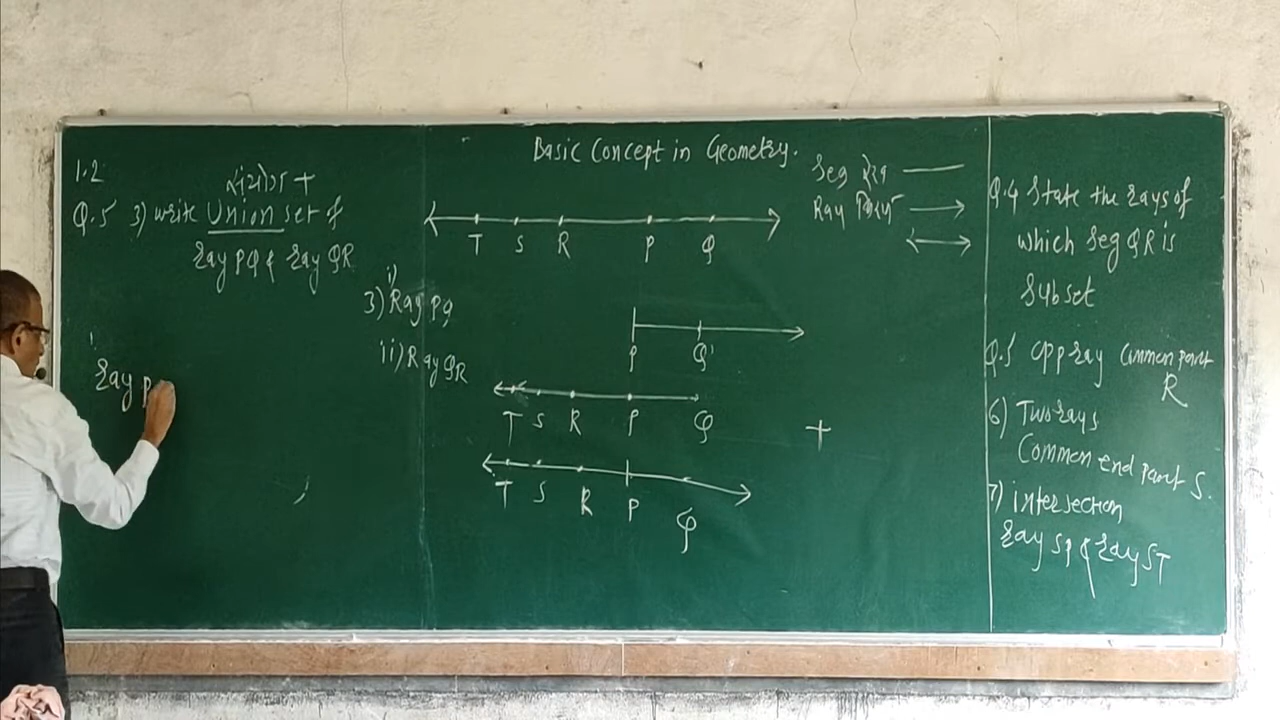 Basic Concept in Geometry.
1.2
संयोग +
Q.5 3) write Union set of
ray PQ & ray QR
ray P
T S R P Q
3) i) Ray PQ
P Q
ii) Ray QR
T S R P Q
+
T S R P Q
Seg रेषा
Ray किरण
Q.4 State the rays of
which seg QR is
subset
Q.5 opp ray common point
R
6) Two rays
Common end point S.
7) intersection
ray SP & ray ST